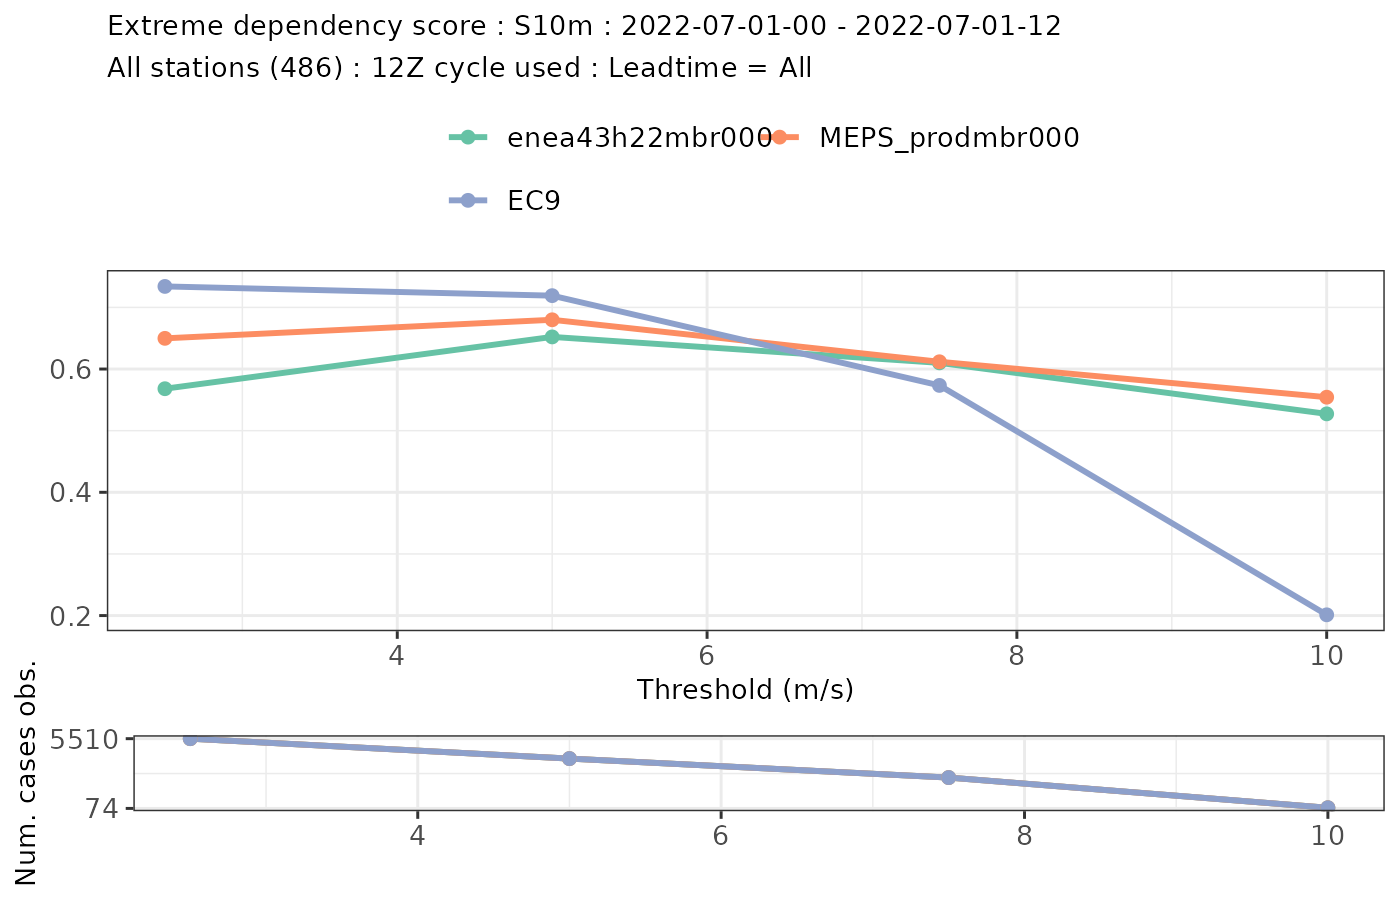 Extreme dependency score : S10m : 2022-07-01-00 - 2022-07-01-12
All stations (486) : 12Z cycle used : Leadtime = All
enea43h22mbr000 MEPS_prodmbr000
EC9
0.6
0.4
0.2
4 6 8 10
Threshold (m/s)
Num. cases obs.
5510
74
4 6 8 10